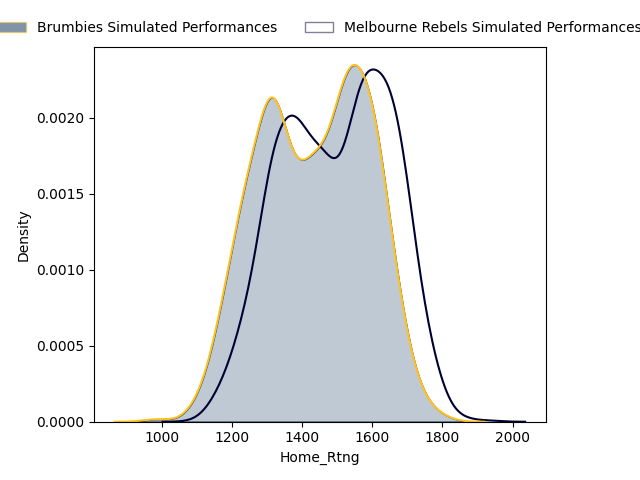 Brumbies Simulated Performances
Melbourne Rebels Simulated Performances
0.0020
0.0015
0.0010
0.0005
0.0000
Density
1000 1200 1400 1600 1800 2000
Home_Rtng